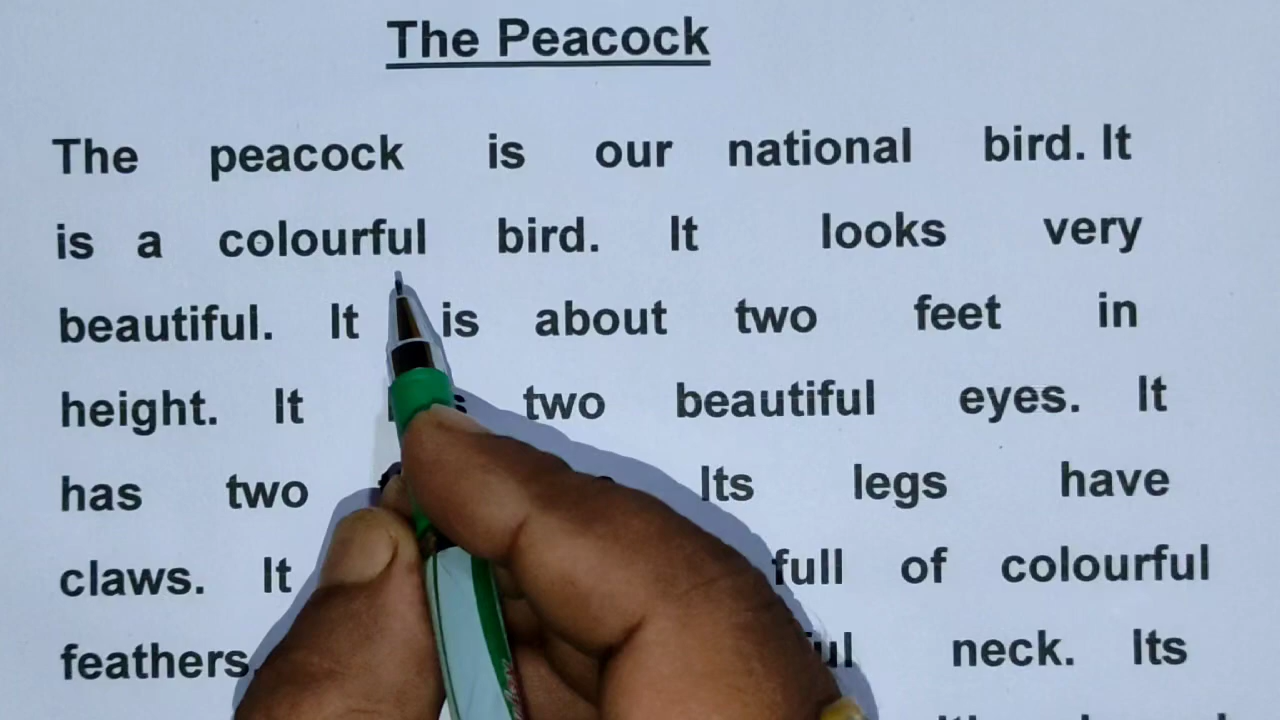 The Peacock
The peacock is our national bird. It
is a colourful bird. It looks very
beautiful. It is about two feet in
height. It two beautiful eyes. It
has two Its legs have
claws. It full of colourful
feathers neck. Its